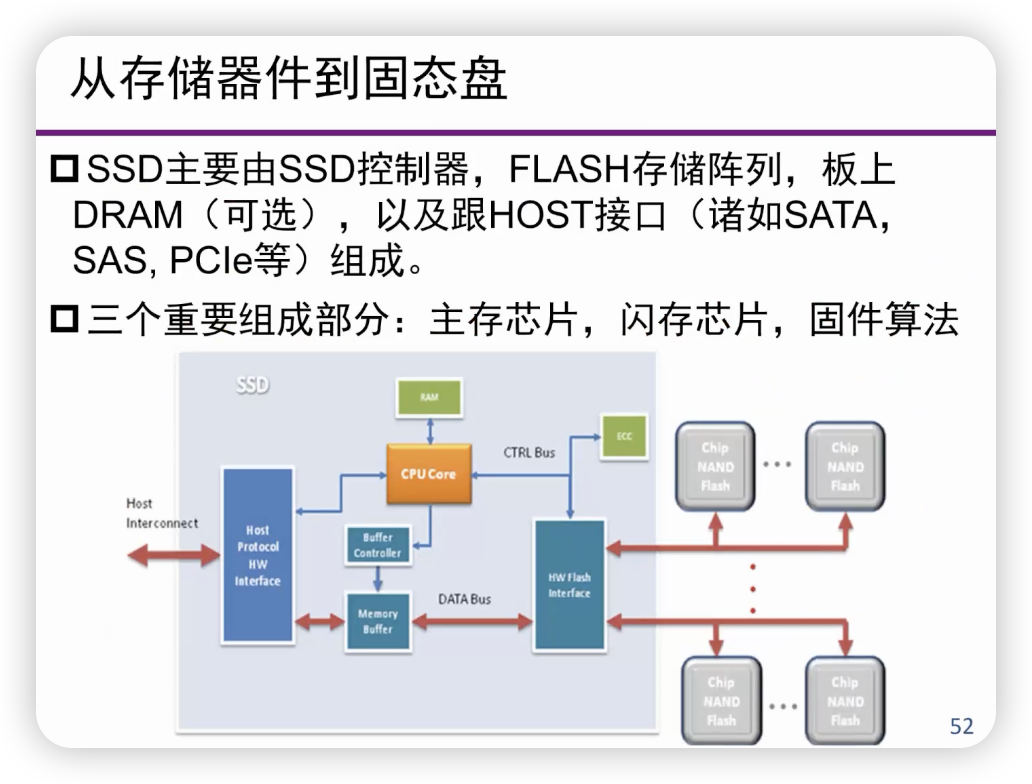 从存储器件到固态盘
SSD主要由SSD控制器，FLASH存储阵列，板上
DRAM（可选），以及跟HOST接口（诸如SATA，
SAS, PCIe等）组成。
三个重要组成部分：主存芯片，闪存芯片，固件算法
SSD
RAM
ECC
CTRL Bus
CPU Core
Host
Interconnect
Host
Protocol
HW
Interface
Buffer
Controller
Memory
Buffer
DATA Bus
HW Flash
Interface
Chip
NAND
Flash
Chip
NAND
Flash
Chip
NAND
Flash
Chip
NAND
Flash
52